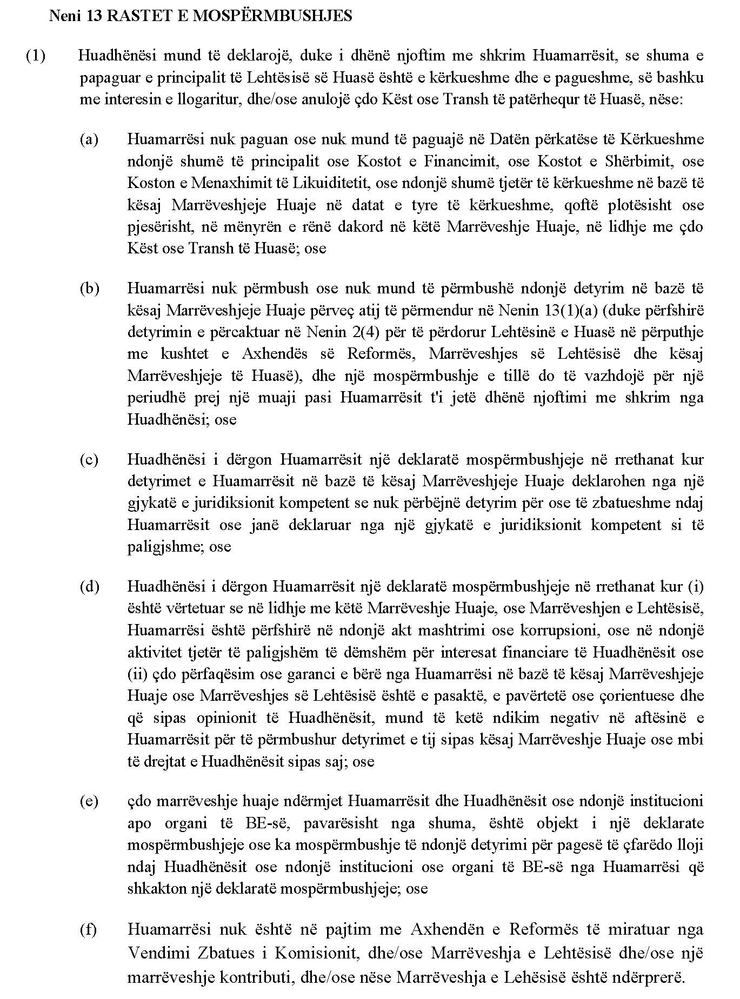 Neni 13 RASTET E MOSPËRMBUSHJES
(1) Huadhënësi mund të deklarojë, duke i dhënë njoftim me shkrim Huamarrësit, se shuma e
papaguar e principalit të Lehtësisë së Huasë është e kërkueshme dhe e pagueshme, së bashku
me interesin e llogaritur, dhe/ose anulojë çdo Këst ose Transh të patërhequr të Huasë, nëse:
(a) Huamarrësi nuk paguan ose nuk mund të paguajë në Datën përkatëse të Kërkueshme
ndonjë shumë të principalit ose Kostot e Financimit, ose Kostot e Shërbimit, ose
Koston e Menaxhimit të Likuiditetit, ose ndonjë shumë tjetër të kërkueshme në bazë të
kësaj Marrëveshjeje Huaje në datat e tyre të kërkueshme, qoftë plotësisht ose
pjesërisht, në mënyrën e rënë dakord në këtë Marrëveshje Huaje, në lidhje me çdo
Këst ose Transh të Huasë; ose
(b) Huamarrësi nuk përmbush ose nuk mund të përmbushë ndonjë detyrim në bazë të
kësaj Marrëveshjeje Huaje përveç atij të përmendur në Nenin 13(1)(a) (duke përfshirë
detyrimin e përcaktuar në Nenin 2(4) për të përdorur Lehtësinë e Huasë në përputhje
me kushtet e Axhendës së Reformës, Marrëveshjes së Lehtësisë dhe kësaj
Marrëveshjeje të Huasë), dhe një mospërmbushje e tillë do të vazhdojë për një
periudhë prej një muaji pasi Huamarrësit t'i jetë dhënë njoftimi me shkrim nga
Huadhënësi; ose
(c) Huadhënësi i dërgon Huamarrësit një deklaratë mospërmbushjeje në rrethanat kur
detyrimet e Huamarrësit në bazë të kësaj Marrëveshjeje Huaje deklarohen nga një
gjykatë e juridiksionit kompetent se nuk përbëjnë detyrim për ose të zbatueshme ndaj
Huamarrësit ose janë deklaruar nga një gjykatë e juridiksionit kompetent si të
paligjshme; ose
(d) Huadhënësi i dërgon Huamarrësit një deklaratë mospërmbushjeje në rrethanat kur (i)
është vërtetuar se në lidhje me këtë Marrëveshje Huaje, ose Marrëveshjen e Lehtësisë,
Huamarrësi është përfshirë në ndonjë akt mashtrimi ose korrupsioni, ose në ndonjë
aktivitet tjetër të paligjshëm të dëmshëm për interesat financiare të Huadhënësit ose
(ii) çdo përfaqësim ose garanci e bërë nga Huamarrësi në bazë të kësaj Marrëveshjeje
Huaje ose Marrëveshjes së Lehtësisë është e pasaktë, e pavërtetë ose çorientuese dhe
që sipas opinionit të Huadhënësit, mund të ketë ndikim negativ në aftësinë e
Huamarrësit për të përmbushur detyrimet e tij sipas kësaj Marrëveshje Huaje ose mbi
të drejtat e Huadhënësit sipas saj; ose
(e) çdo marrëveshje huaje ndërmjet Huamarrësit dhe Huadhënësit ose ndonjë institucioni
apo organi të BE-së, pavarësisht nga shuma, është objekt i një deklarate
mospërmbushjeje ose ka mospërmbushje të ndonjë detyrimi për pagesë të çfarëdo lloji
ndaj Huadhënësit ose ndonjë institucioni ose organi të BE-së nga Huamarrësi që
shkakton një deklaratë mospërmbushjeje; ose
(f) Huamarrësi nuk është në pajtim me Axhendën e Reformës të miratuar nga
Vendimi Zbatues i Komisionit, dhe/ose Marrëveshja e Lehtësisë dhe/ose një
marrëveshje kontributi, dhe/ose nëse Marrëveshja e Lehësisë është ndërprerë.